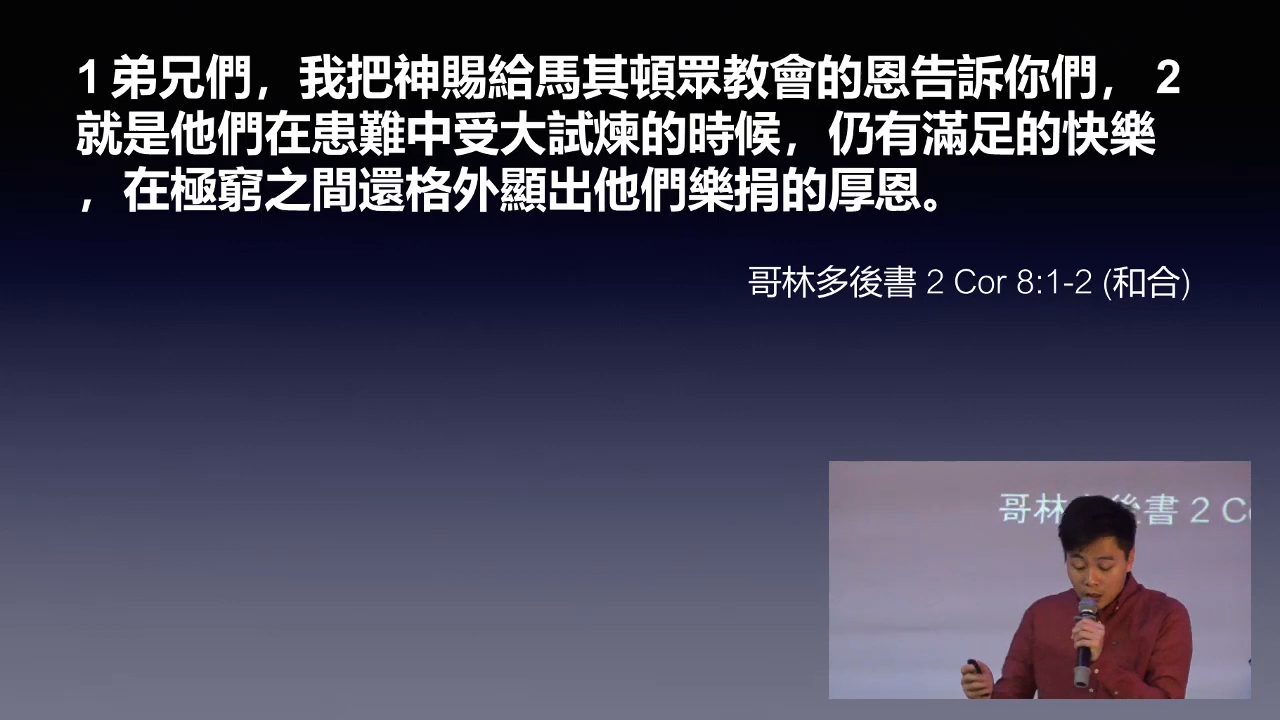 1 弟兄們，我把神賜給馬其頓眾教會的恩告訴你們， 2
就是他們在患難中受大試煉的時候，仍有滿足的快樂
，在極窮之間還格外顯出他們樂捐的厚恩。
哥林多後書 2 Cor 8:1-2 (和合)
哥林 後書 2 C